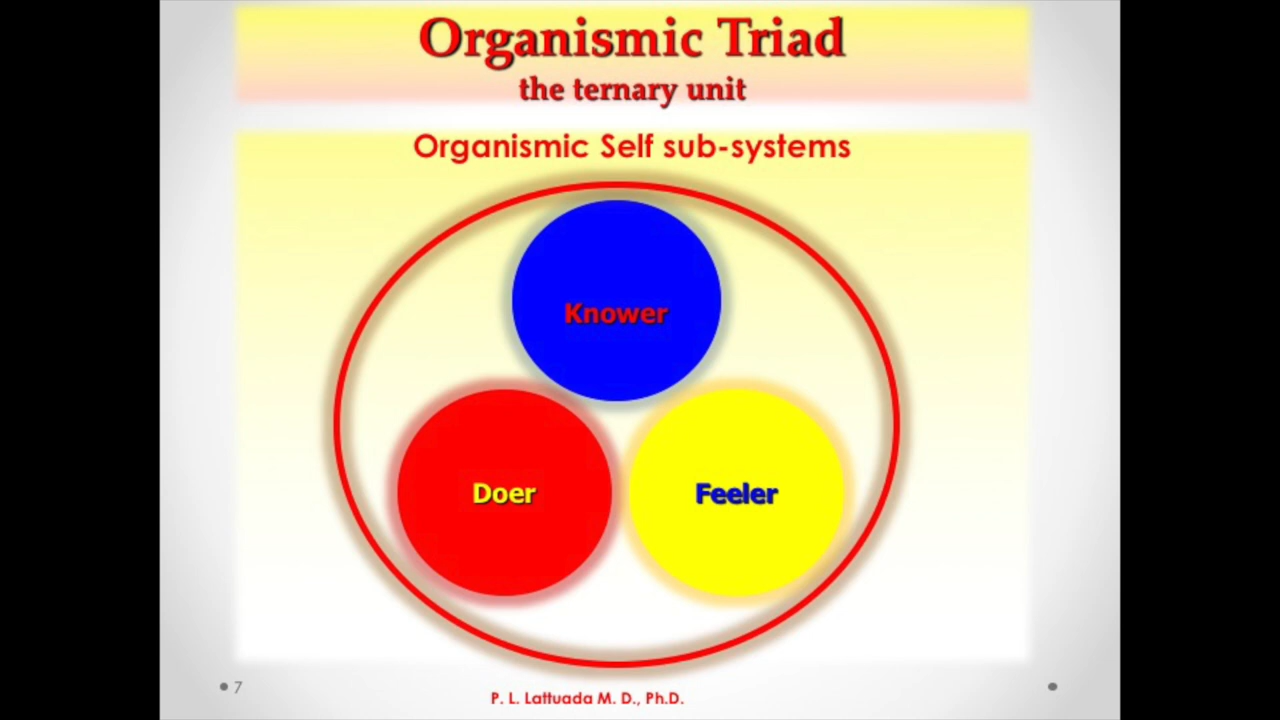 Organismic Triad
the ternary unit
Organismic Self sub-systems
Knower
Doer
Feeler
7
P. L. Lattuada M. D., Ph.D.